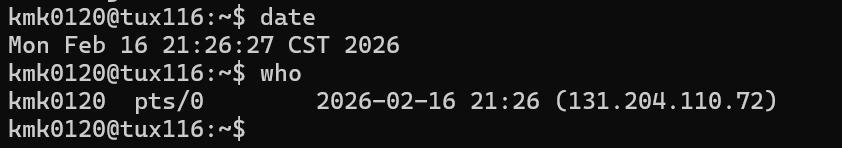 kmk0120@tux116:~$ date
Mon Feb 16 21:26:27 CST 2026
kmk0120@tux116:~$ who
kmk0120  pts/0        2026-02-16 21:26 (131.204.110.72)
kmk0120@tux116:~$